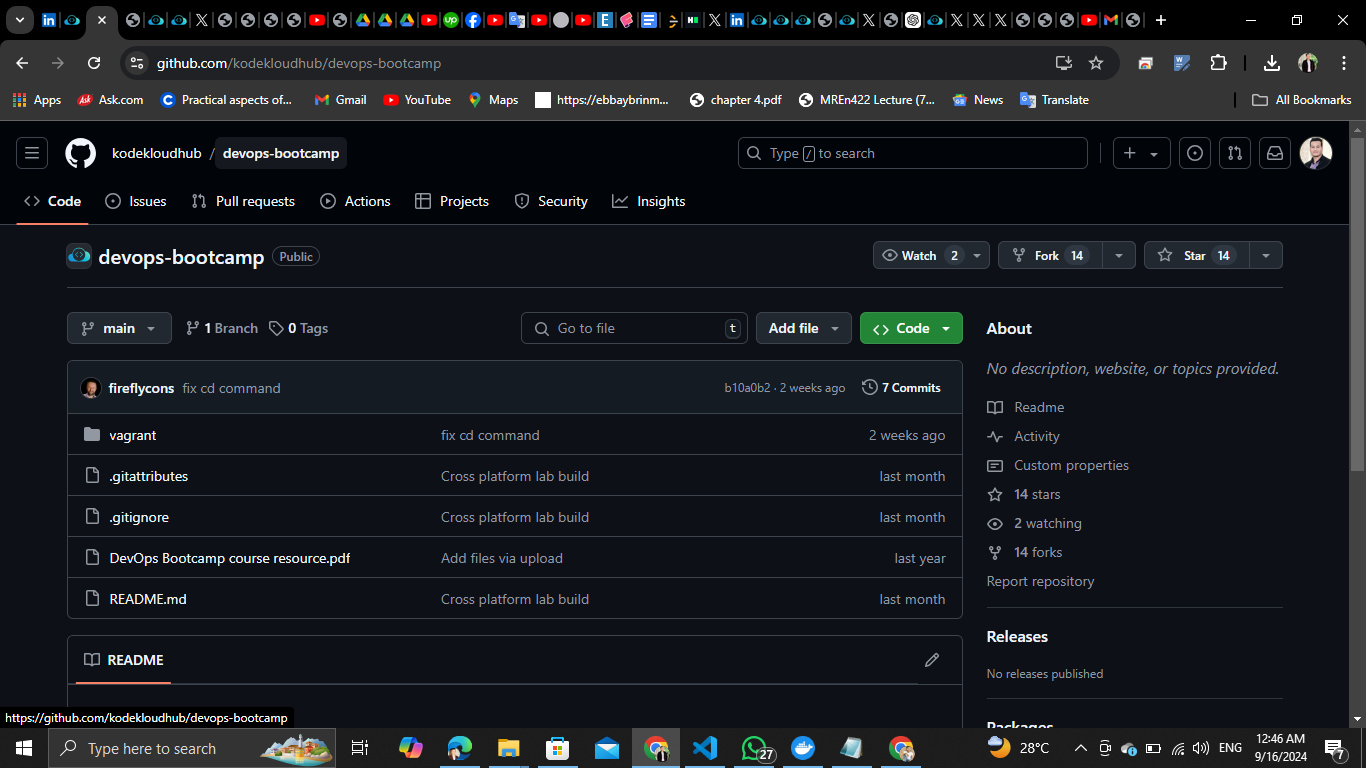 github.com/kodekloudhub/devops-bootcamp
Apps Ask.com Practical aspects of... Gmail YouTube Maps https://ebbaybrinm... chapter 4.pdf MREn422 Lecture (7... News Translate All Bookmarks
kodekloudhub / devops-bootcamp Type / to search
Code Issues Pull requests Actions Projects Security Insights
devops-bootcamp Public Watch 2 Fork 14 Star 14
main 1 Branch 0 Tags Go to file t Add file Code
About
No description, website, or topics provided.
fireflycons fix cd command b10a0b2 · 2 weeks ago 7 Commits
Readme
vagrant fix cd command 2 weeks ago
Activity
Custom properties
.gitattributes Cross platform lab build last month
14 stars
.gitignore Cross platform lab build last month
2 watching
14 forks
DevOps Bootcamp course resource.pdf Add files via upload last year
Report repository
README.md Cross platform lab build last month
Releases
README
No releases published
https://github.com/kodekloudhub/devops-bootcamp
Packages
Type here to search 27 28°C ENG 12:46 AM
9/16/2024 7